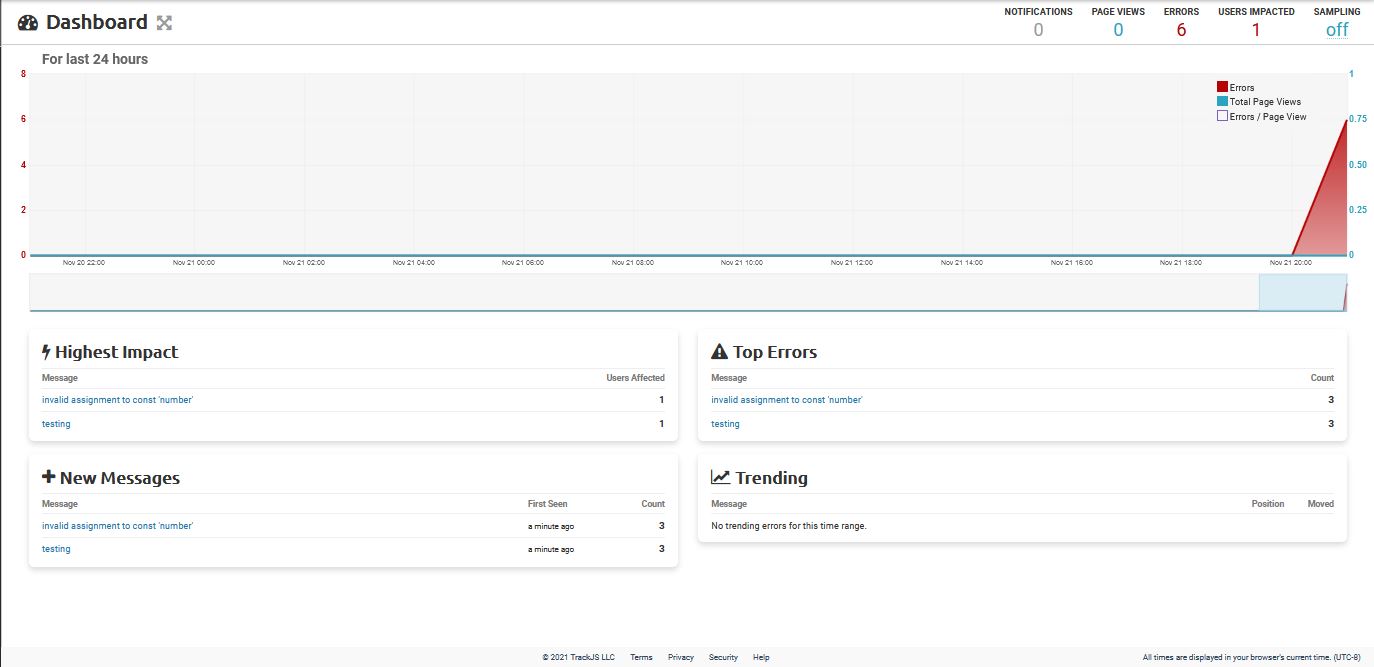 Dashboard
NOTIFICATIONS PAGE VIEWS ERRORS USERS IMPACTED SAMPLING
0 0 6 1 off
For last 24 hours
8 1
Errors
Total Page Views
Errors / Page View
6 0.75
4 0.50
2 0.25
0 0
Nov 20 22:00 Nov 21 00:00 Nov 21 02:00 Nov 21 04:00 Nov 21 06:00 Nov 21 08:00 Nov 21 10:00 Nov 21 12:00 Nov 21 14:00 Nov 21 16:00 Nov 21 18:00 Nov 21 20:00
Highest Impact
Message Users Affected
invalid assignment to const 'number' 1
testing 1
Top Errors
Message Count
invalid assignment to const 'number' 3
testing 3
New Messages
Message First Seen Count
invalid assignment to const 'number' a minute ago 3
testing a minute ago 3
Trending
Message Position Moved
No trending errors for this time range.
© 2021 TrackJS LLC Terms Privacy Security Help
All times are displayed in your browser's current time. (UTC-8)